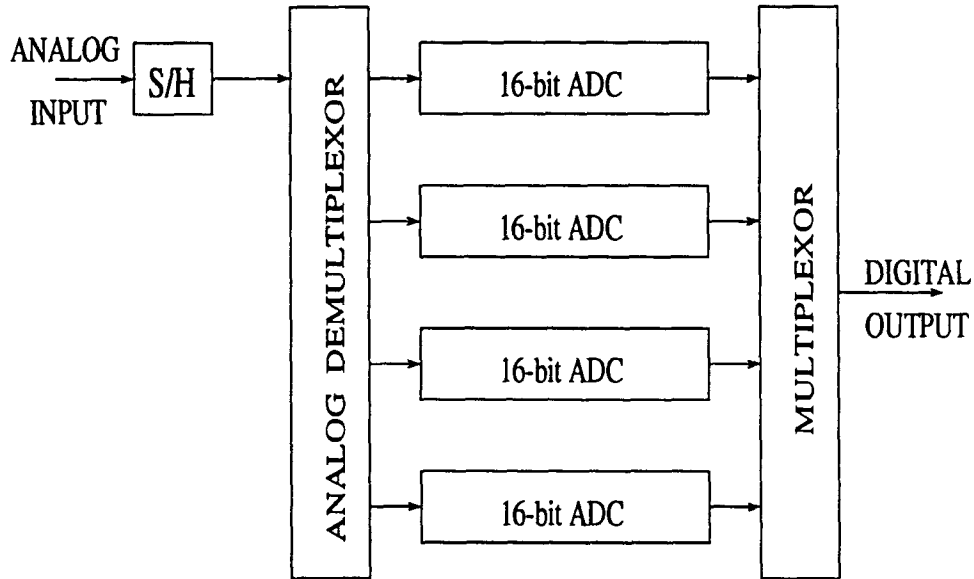 ANALOG
INPUT
S/H
ANALOG DEMULTIPLEXOR
16-bit ADC
16-bit ADC
16-bit ADC
16-bit ADC
MULTIPLEXOR
DIGITAL
OUTPUT